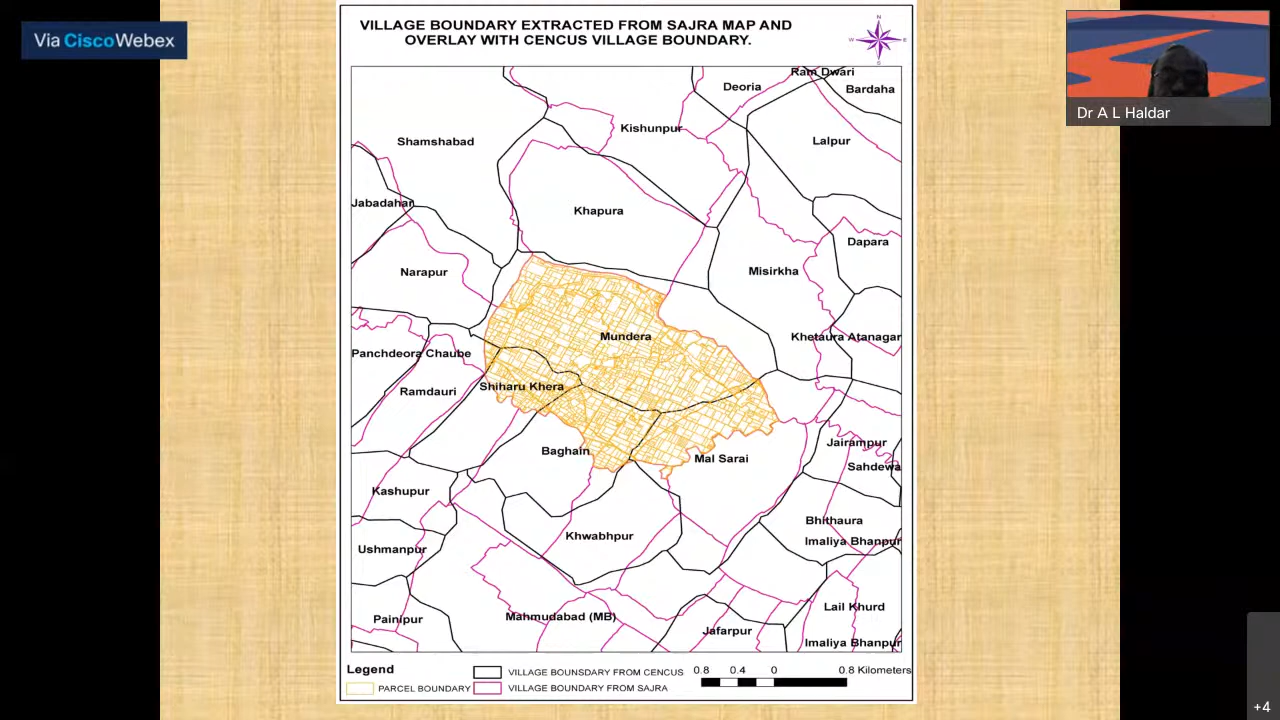 Via CiscoWebex
VILLAGE BOUNDARY EXTRACTED FROM SAJRA MAP AND
OVERLAY WITH CENCUS VILLAGE BOUNDARY.
N
W
E
S
Dr A L Haldar
Ram Dwari
Deoria
Bardaha
Kishunpur
Shamshabad
Lalpur
Jabadahar
Khapura
Dapara
Narapur
Misirkha
Mundera
Khetaura Atanagar
Panchdeora Chaube
Shiharu Khera
Ramdauri
Jairampur
Baghain
Mal Sarai
Sahdewa
Kashupur
Bhithaura
Khwabhpur
Imaliya Bhanpur
Ushmanpur
Lail Khurd
Painipur
Mahmudabad (MB)
Jafarpur
Imaliya Bhanpur
Legend
VILLAGE BOUNSDARY FROM CENCUS
PARCEL BOUNDARY
VILLAGE BOUNDARY FROM SAJRA
0.8 0.4 0 0.8 Kilometers
+4